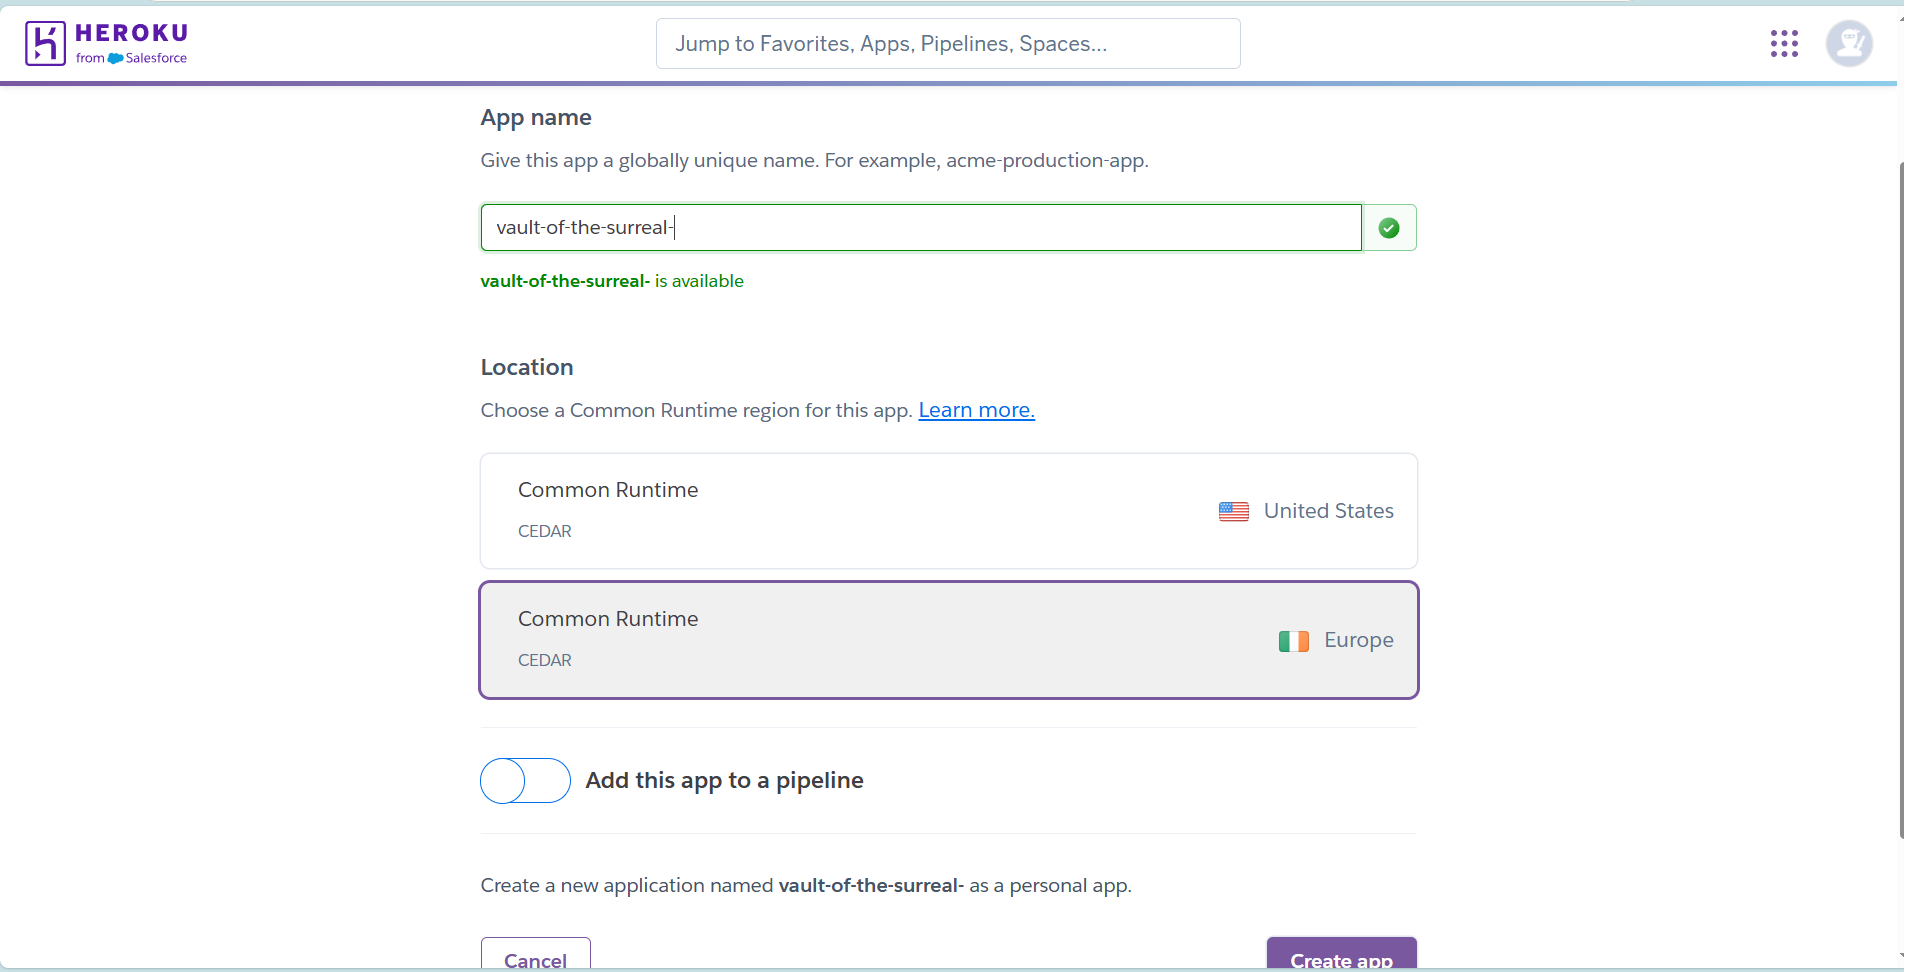 HEROKU
from Salesforce
Jump to Favorites, Apps, Pipelines, Spaces...
App name
Give this app a globally unique name. For example, acme-production-app.
vault-of-the-surreal-
vault-of-the-surreal- is available
Location
Choose a Common Runtime region for this app. Learn more.
Common Runtime
CEDAR
United States
Common Runtime
CEDAR
Europe
Add this app to a pipeline
Create a new application named vault-of-the-surreal- as a personal app.
Cancel
Create app